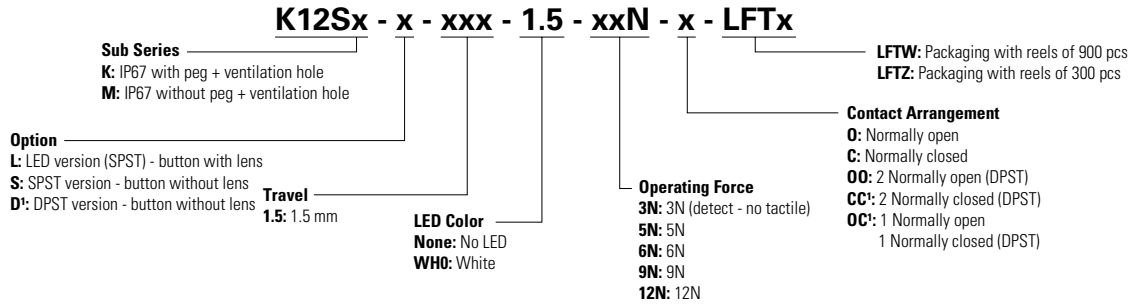 K12Sx - x - xxx - 1.5 - xxN - x - LFTx
Sub Series
K: IP67 with peg + ventilation hole
M: IP67 without peg + ventilation hole
Option
L: LED version (SPST) - button with lens
S: SPST version - button without lens
D¹: DPST version - button without lens
Travel
1.5: 1.5 mm
LED Color
None: No LED
WH0: White
Operating Force
3N: 3N (detect - no tactile)
5N: 5N
6N: 6N
9N: 9N
12N: 12N
LFTW: Packaging with reels of 900 pcs
LFTZ: Packaging with reels of 300 pcs
Contact Arrangement
O: Normally open
C: Normally closed
OO: 2 Normally open (DPST)
CC¹: 2 Normally closed (DPST)
OC¹: 1 Normally open
1 Normally closed (DPST)